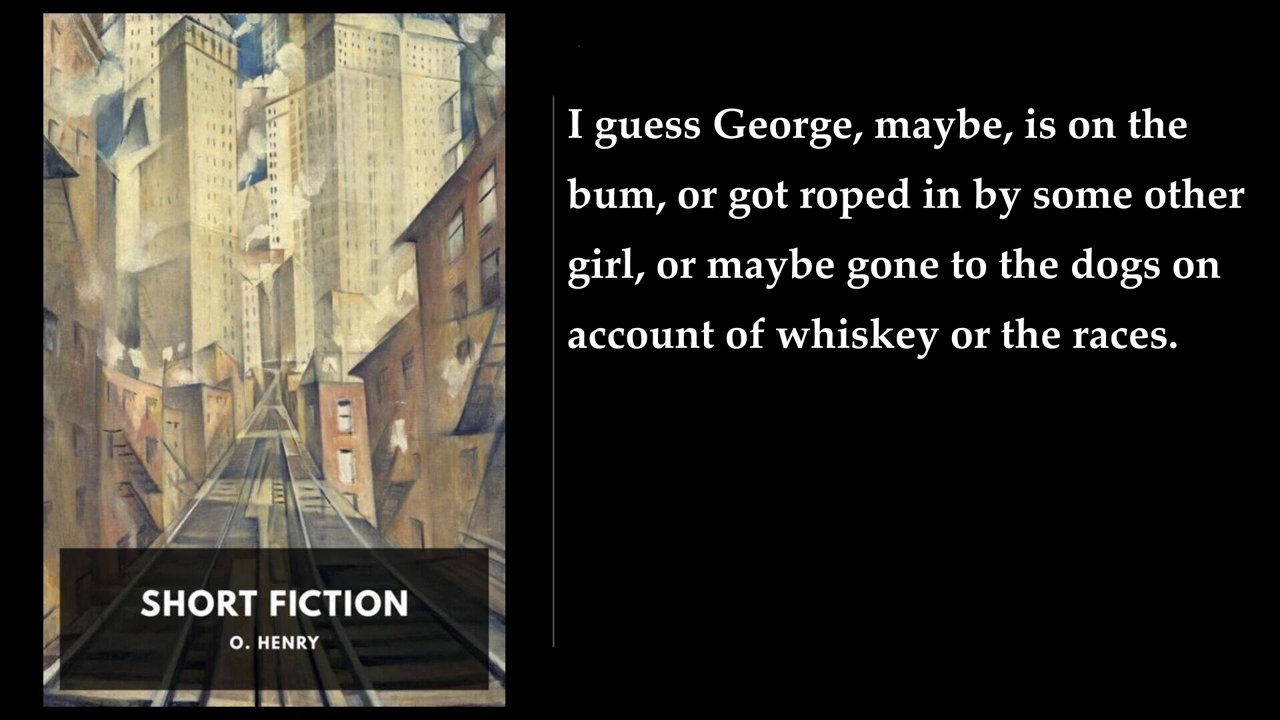 I guess George, maybe, is on the
bum, or got roped in by some other
girl, or maybe gone to the dogs on
account of whiskey or the races.
SHORT FICTION
O. HENRY